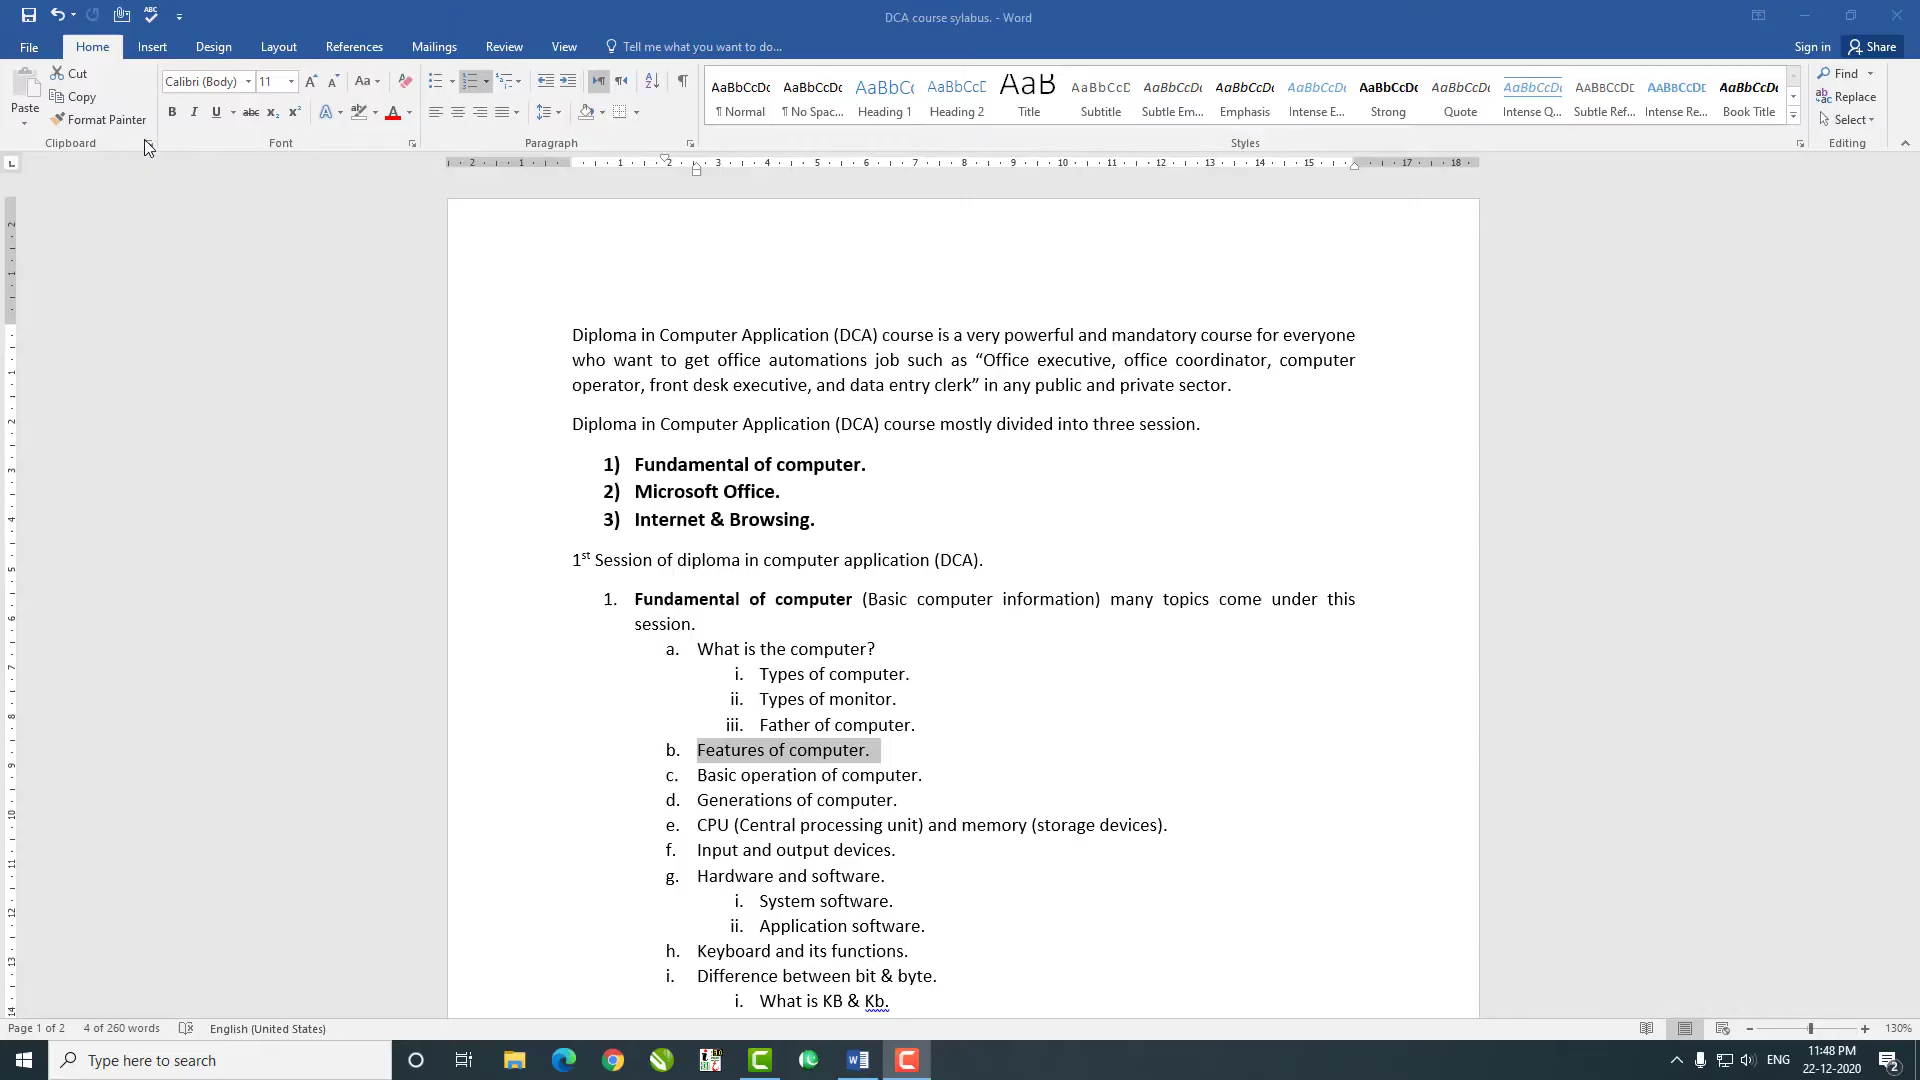 DCA course sylabus. - Word
File Home Insert Design Layout References Mailings Review View Tell me what you want to do... Sign in Share
Paste Cut Copy Format Painter
Clipboard
Calibri (Body) 11
Font
Paragraph
AaBbCcDc AaBbCcDc AaBbC AaBbCcC AaB AaBbCcD AaBbCcDc AaBbCcDc AaBbCcDc AaBbCcDc AaBbCcDc AaBbCcDc AaBbCcDd AaBbCcDd AaBbCcDc
¶ Normal ¶ No Spac... Heading 1 Heading 2 Title Subtitle Subtle Em... Emphasis Intense E... Strong Quote Intense Q... Subtle Ref... Intense Re... Book Title
Styles
Find
Replace
Select
Editing
Diploma in Computer Application (DCA) course is a very powerful and mandatory course for everyone
who want to get office automations job such as “Office executive, office coordinator, computer
operator, front desk executive, and data entry clerk” in any public and private sector.
Diploma in Computer Application (DCA) course mostly divided into three session.
1) Fundamental of computer.
2) Microsoft Office.
3) Internet & Browsing.
1st Session of diploma in computer application (DCA).
1. Fundamental of computer (Basic computer information) many topics come under this
session.
a. What is the computer?
i. Types of computer.
ii. Types of monitor.
iii. Father of computer.
b. Features of computer.
c. Basic operation of computer.
d. Generations of computer.
e. CPU (Central processing unit) and memory (storage devices).
f. Input and output devices.
g. Hardware and software.
i. System software.
ii. Application software.
h. Keyboard and its functions.
i. Difference between bit & byte.
i. What is KB & Kb.
Page 1 of 2 4 of 260 words English (United States) 130%
Type here to search
ENG 11:48 PM
22-12-2020 2